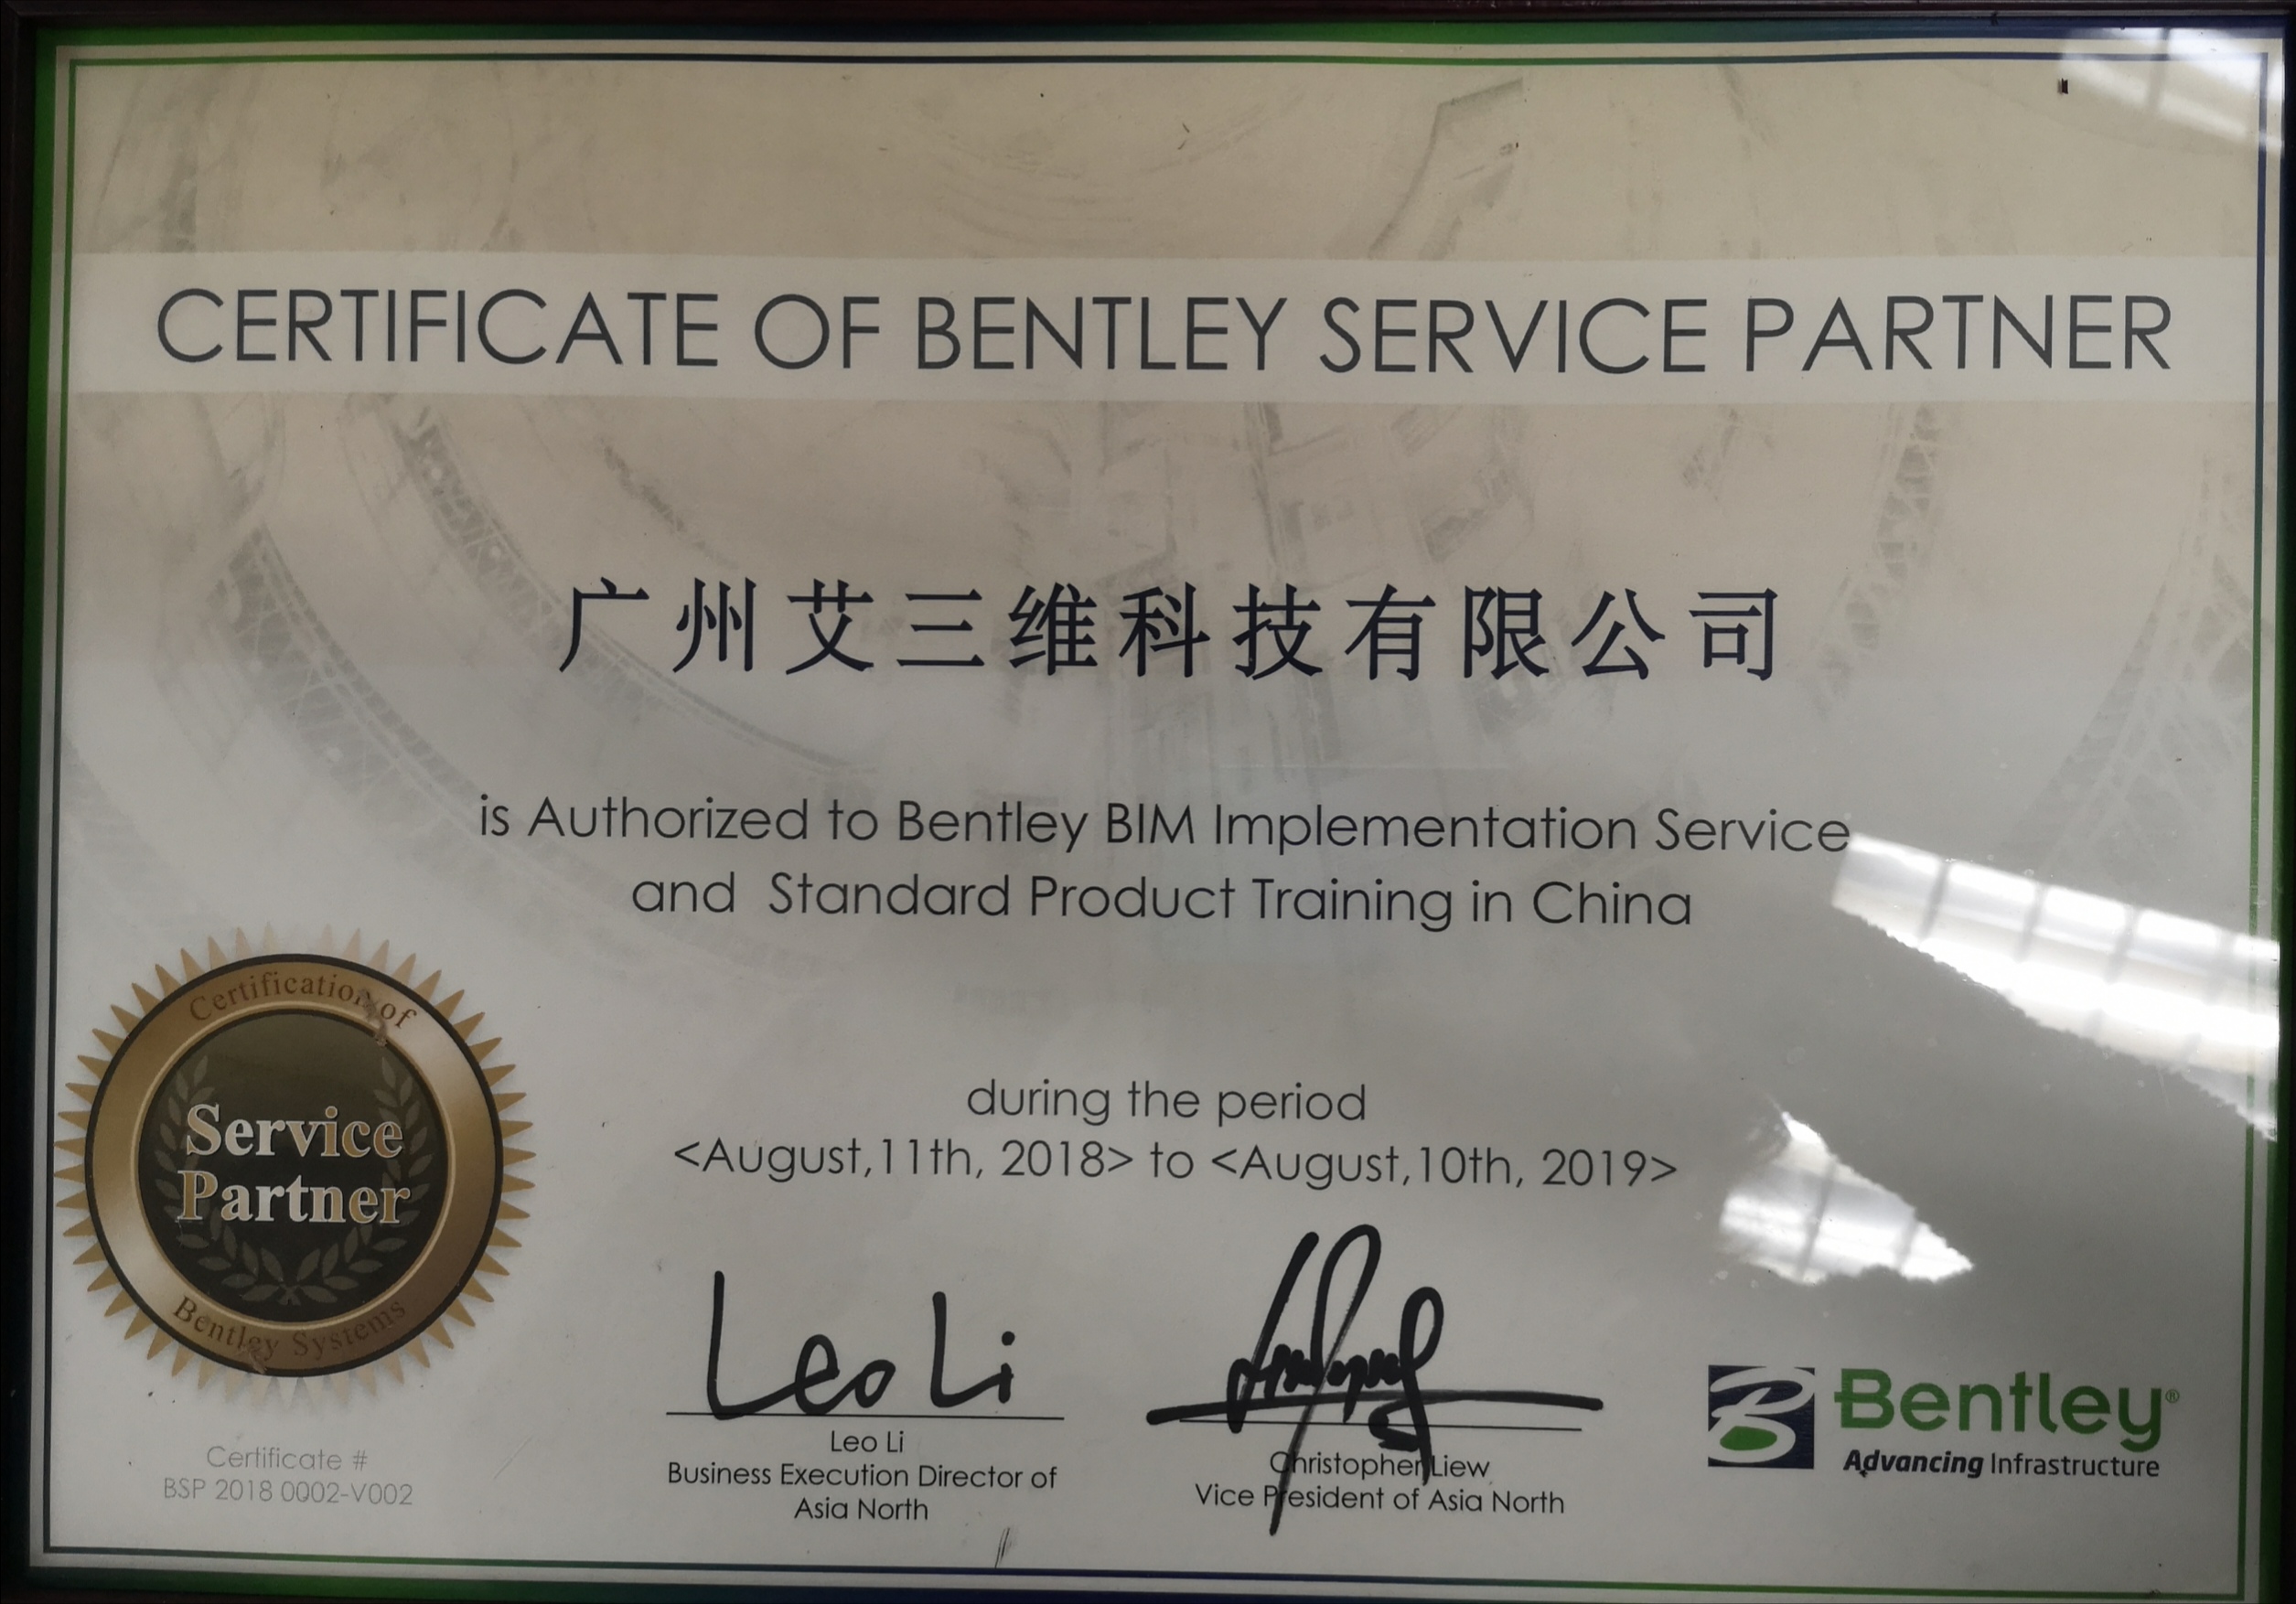 CERTIFICATE OF BENTLEY SERVICE PARTNER
广州艾三维科技有限公司
is Authorized to Bentley BIM Implementation Service
and Standard Product Training in China
during the period
<August,11th, 2018> to <August,10th, 2019>
Certification of
Service
Partner
Bentley Systems
Certificate #
BSP 2018 0002-V002
Leo Li
Leo Li
Business Execution Director of
Asia North
Christopher Liew
Vice President of Asia North
B
Bentley®
Advancing Infrastructure